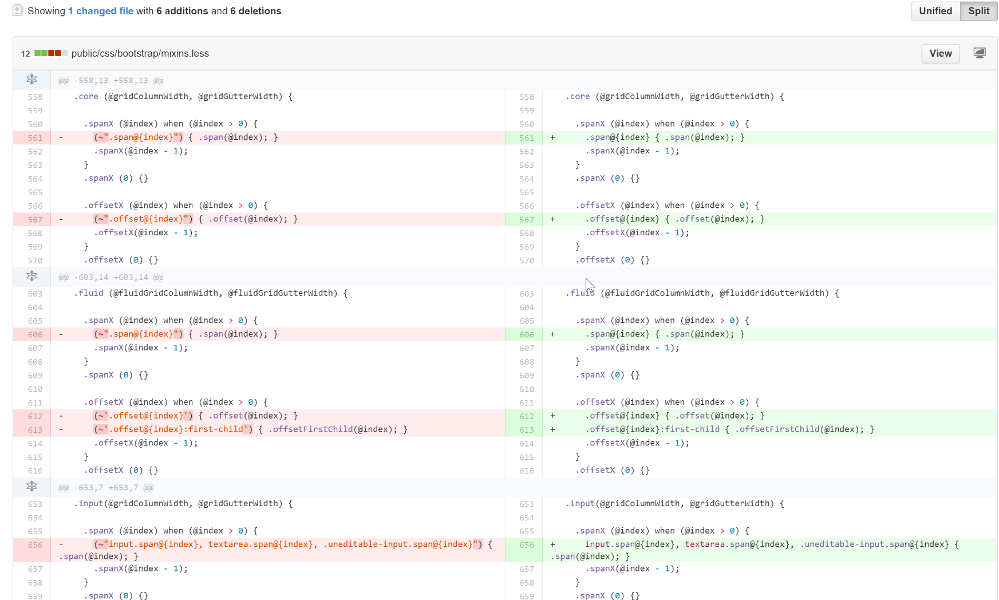 Showing 1 changed file with 6 additions and 6 deletions.
Unified Split
12 public/css/bootstrap/mixins.less
View
@@ -558,13 +558,13 @@
558 .core (@gridColumnWidth, @gridGutterWidth) { 558 .core (@gridColumnWidth, @gridGutterWidth) {
559 559
560 .spanX (@index) when (@index > 0) { 560 .spanX (@index) when (@index > 0) {
561 - (~".span@{index}") { .span(@index); } 561 + .span@{index} { .span(@index); }
562 .spanX(@index - 1); 562 .spanX(@index - 1);
563 } 563 }
564 .spanX (0) {} 564 .spanX (0) {}
565 565
566 .offsetX (@index) when (@index > 0) { 566 .offsetX (@index) when (@index > 0) {
567 - (~".offset@{index}") { .offset(@index); } 567 + .offset@{index} { .offset(@index); }
568 .offsetX(@index - 1); 568 .offsetX(@index - 1);
569 } 569 }
570 .offsetX (0) {} 570 .offsetX (0) {}
@@ -603,14 +603,14 @@
603 .fluid (@fluidGridColumnWidth, @fluidGridGutterWidth) { 603 .fluid (@fluidGridColumnWidth, @fluidGridGutterWidth) {
604 604
605 .spanX (@index) when (@index > 0) { 605 .spanX (@index) when (@index > 0) {
606 - (~".span@{index}") { .span(@index); } 606 + .span@{index} { .span(@index); }
607 .spanX(@index - 1); 607 .spanX(@index - 1);
608 } 608 }
609 .spanX (0) {} 609 .spanX (0) {}
610 610
611 .offsetX (@index) when (@index > 0) { 611 .offsetX (@index) when (@index > 0) {
612 - (~'.offset@{index}') { .offset(@index); } 612 + .offset@{index} { .offset(@index); }
613 - (~'.offset@{index}:first-child') { .offsetFirstChild(@index); } 613 + .offset@{index}:first-child { .offsetFirstChild(@index); }
614 .offsetX(@index - 1); 614 .offsetX(@index - 1);
615 } 615 }
616 .offsetX (0) {} 616 .offsetX (0) {}
@@ -653,7 +653,7 @@
653 .input(@gridColumnWidth, @gridGutterWidth) { 653 .input(@gridColumnWidth, @gridGutterWidth) {
654 654
655 .spanX (@index) when (@index > 0) { 655 .spanX (@index) when (@index > 0) {
656 - (~"input.span@{index}, textarea.span@{index}, .uneditable-input.span@{index}") { 656 + input.span@{index}, textarea.span@{index}, .uneditable-input.span@{index} {
.span(@index); } .span(@index); }
657 .spanX(@index - 1); 657 .spanX(@index - 1);
658 } 658 }
659 .spanX (0) {} 659 .spanX (0) {}